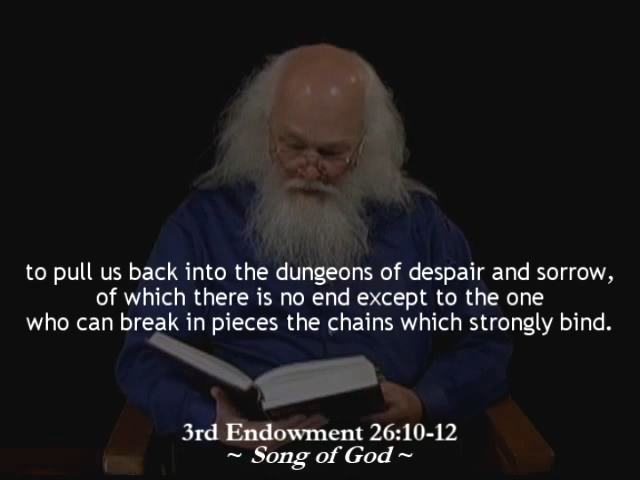 to pull us back into the dungeons of despair and sorrow,
of which there is no end except to the one
who can break in pieces the chains which strongly bind.
3rd Endowment 26:10-12
~ Song of God ~